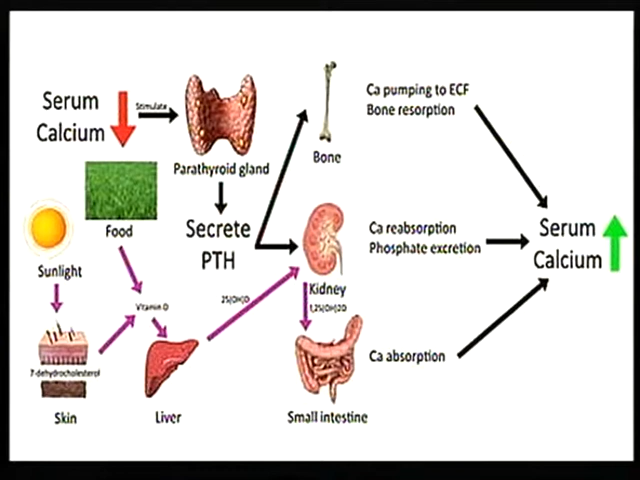 Serum
Calcium
Stimulate
Parathyroid gland
Secrete
PTH
Bone
Ca pumping to ECF
Bone resorption
Food
Sunlight
Vitamin D
7-dehydrocholesterol
Skin
Liver
25(OH)D
Kidney
1,25(OH)2D
Ca reabsorption
Phosphate excretion
Small intestine
Ca absorption
Serum
Calcium